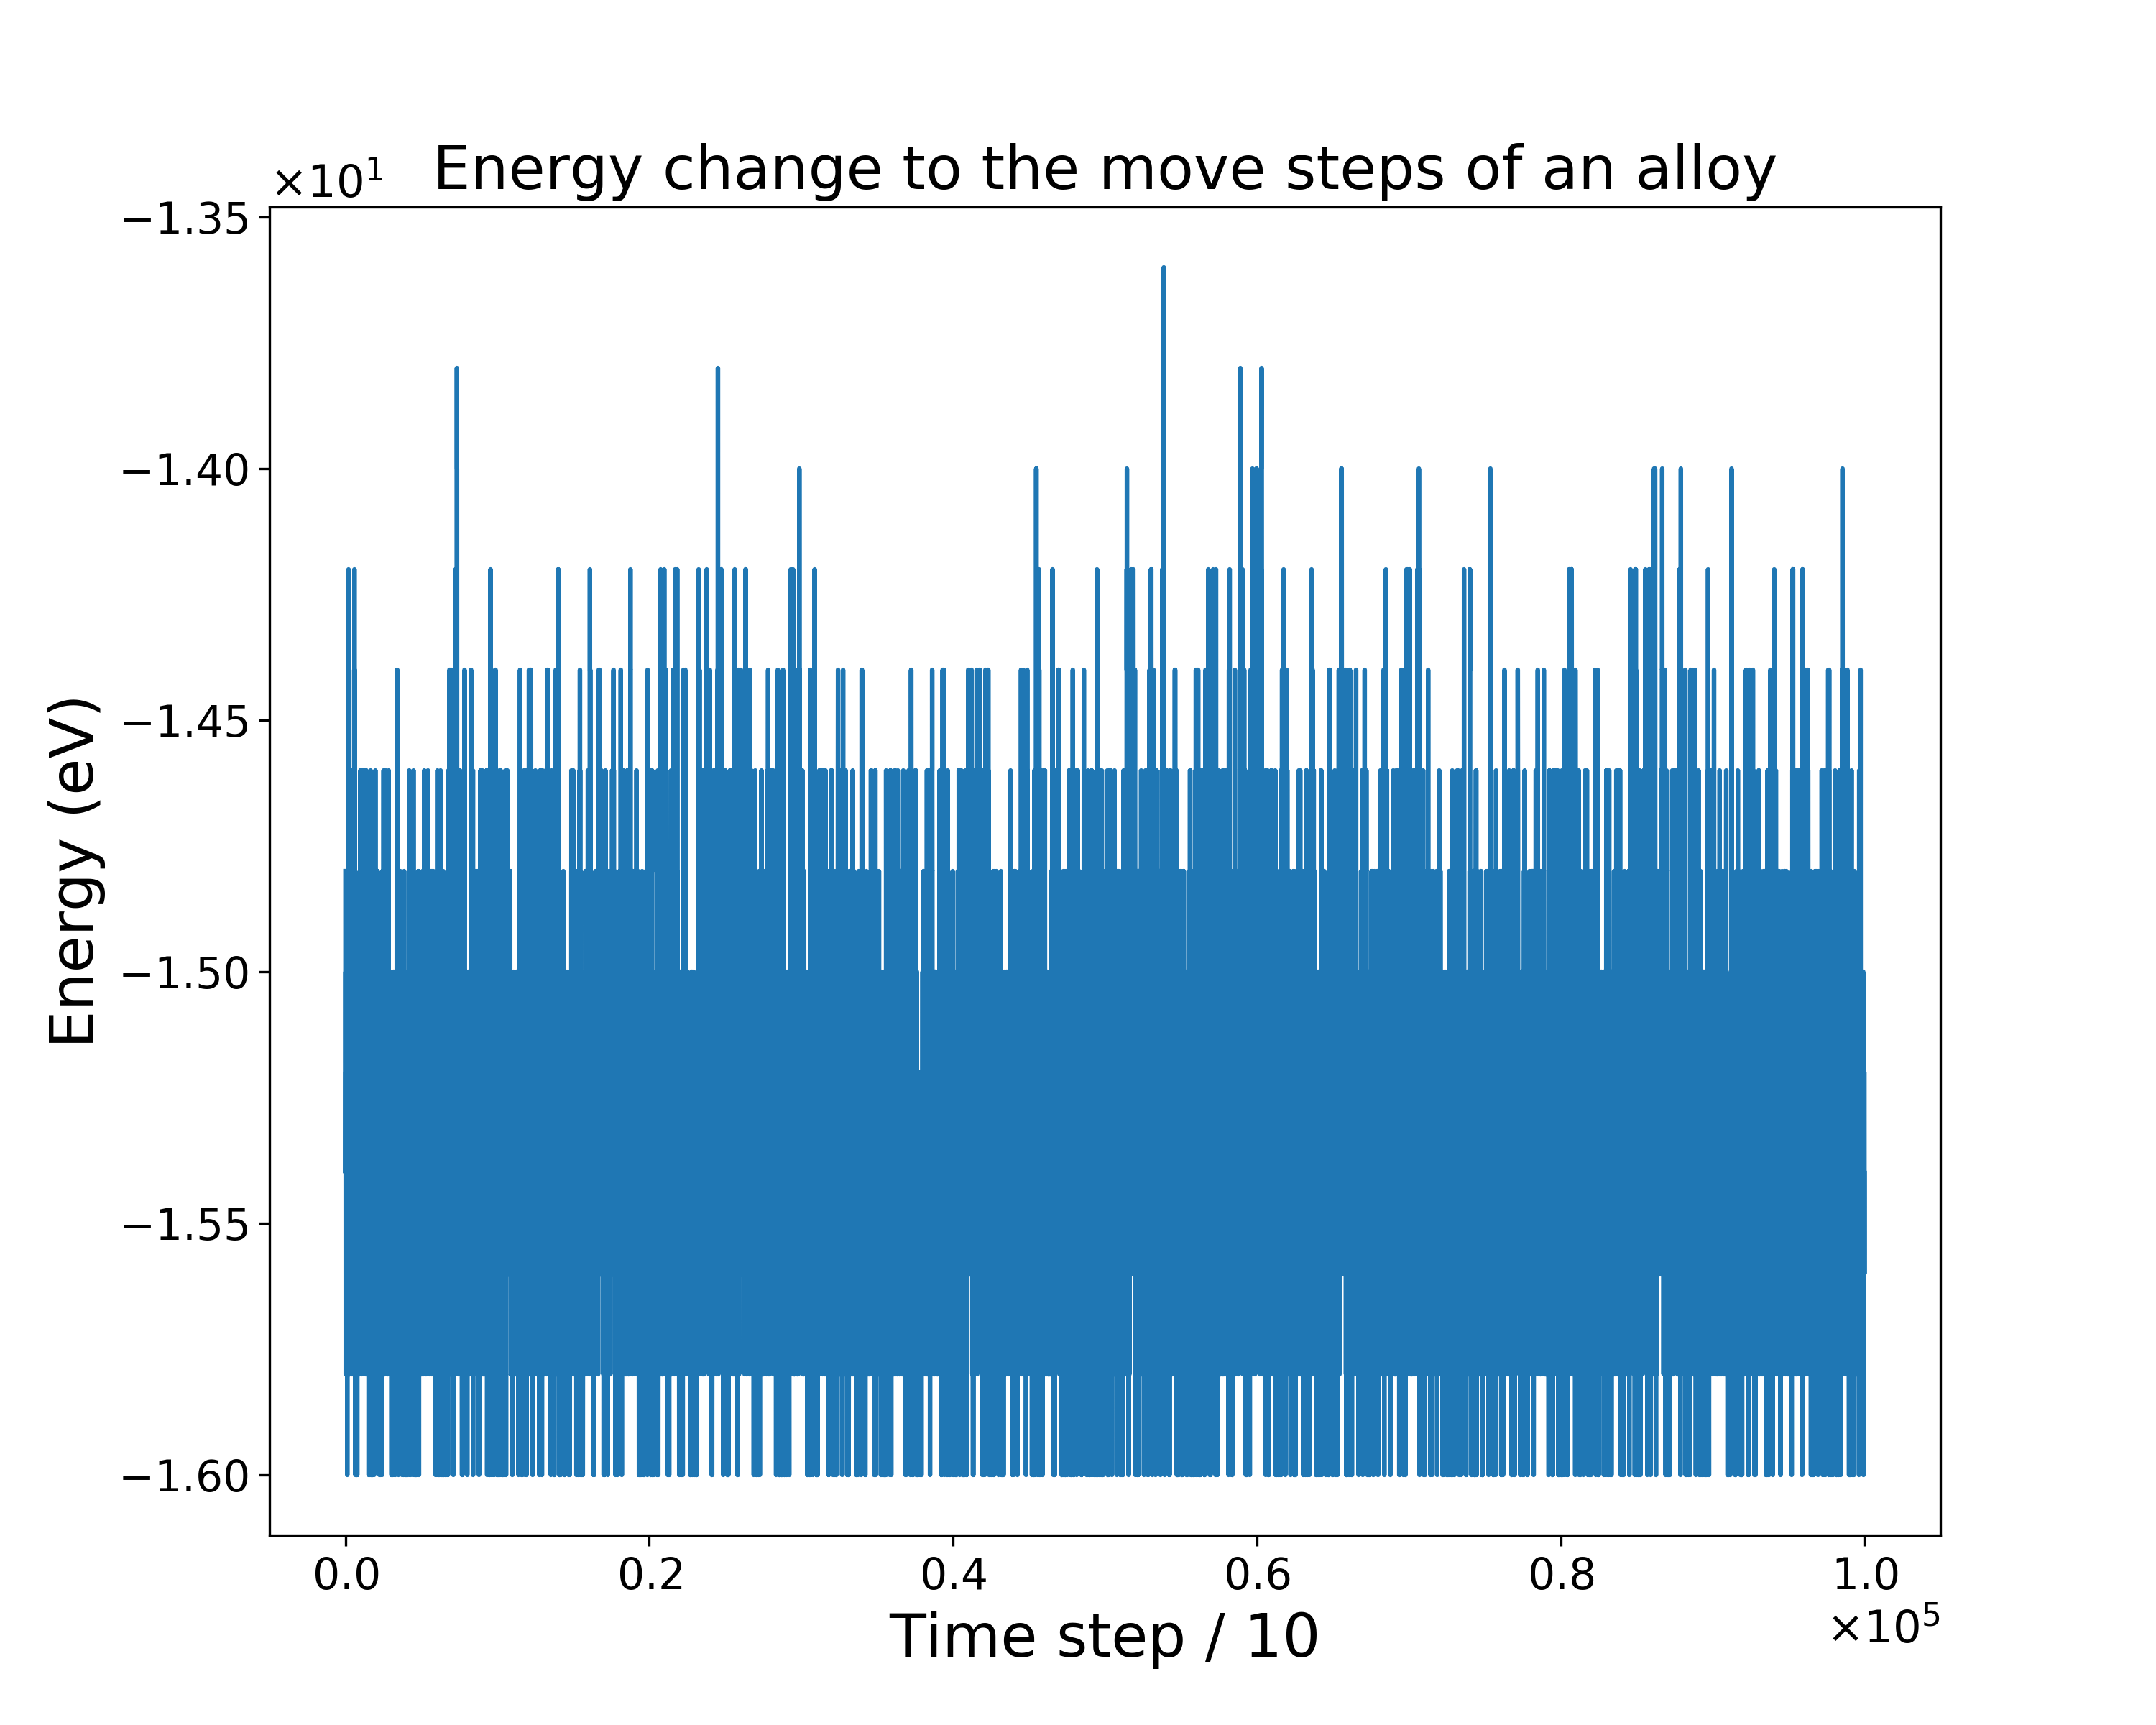 Energy change to the move steps of an alloy
×10¹
−1.35
−1.40
−1.45
−1.50
−1.55
−1.60
Energy (eV)
0.0 0.2 0.4 0.6 0.8 1.0
Time step / 10
×10⁵